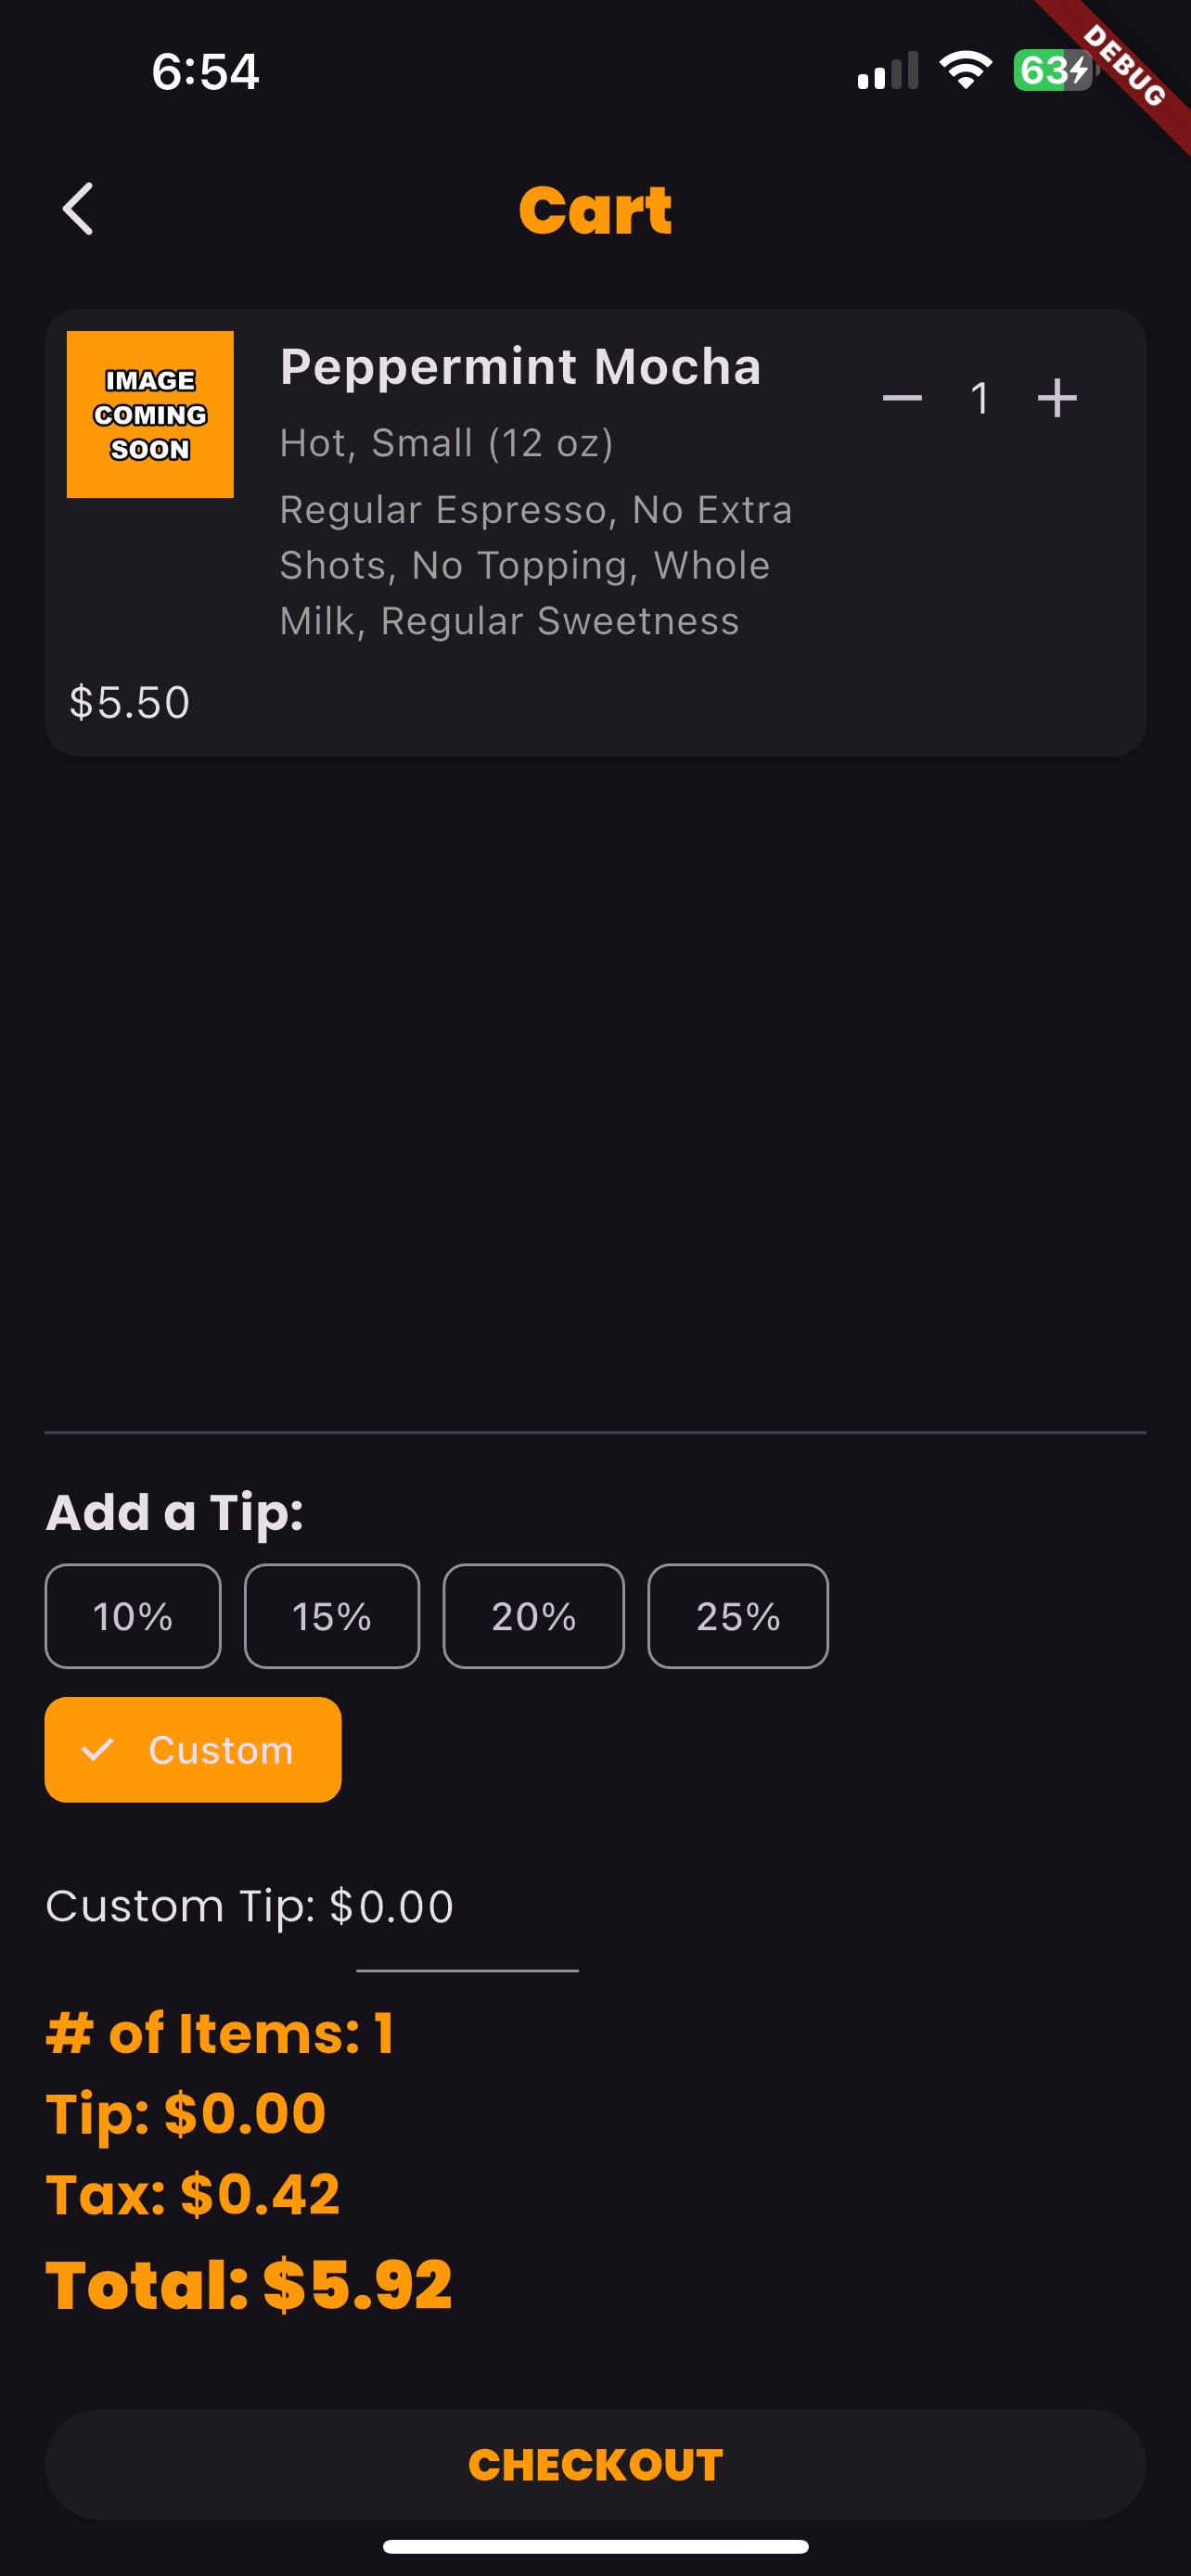 6:54
63
DEBUG
Cart
IMAGE
COMING
SOON
Peppermint Mocha
1
Hot, Small (12 oz)
Regular Espresso, No Extra
Shots, No Topping, Whole
Milk, Regular Sweetness
$5.50
Add a Tip:
10% 15% 20% 25%
Custom
Custom Tip: $0.00
# of Items: 1
Tip: $0.00
Tax: $0.42
Total: $5.92
CHECKOUT